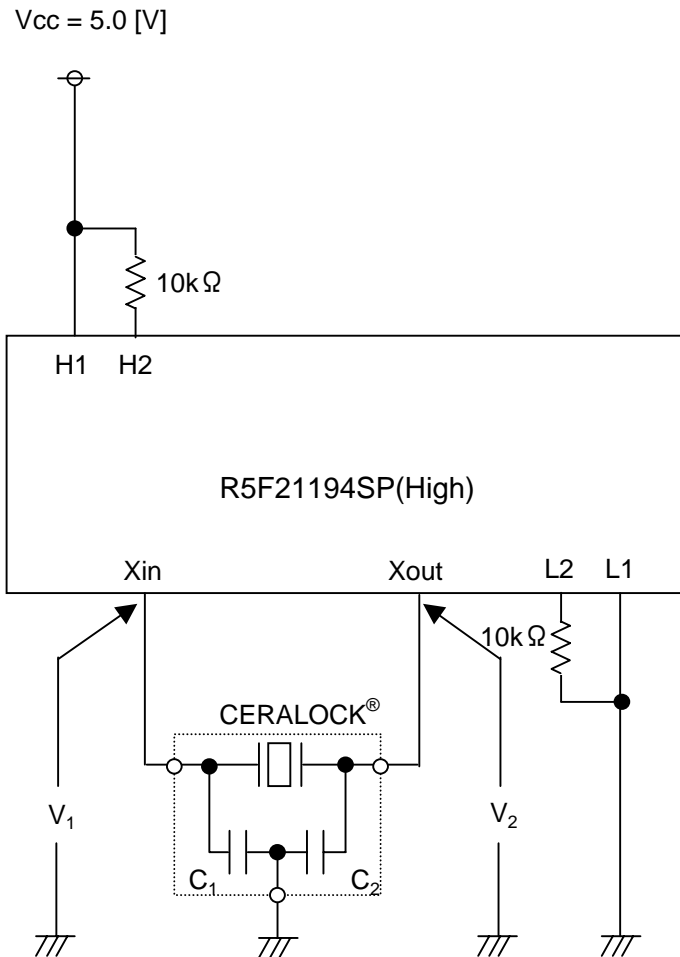 Vcc = 5.0 [V]
10kΩ
H1 H2
R5F21194SP(High)
Xin Xout L2 L1
10kΩ
CERALOCK®
V1 V2
C1 C2